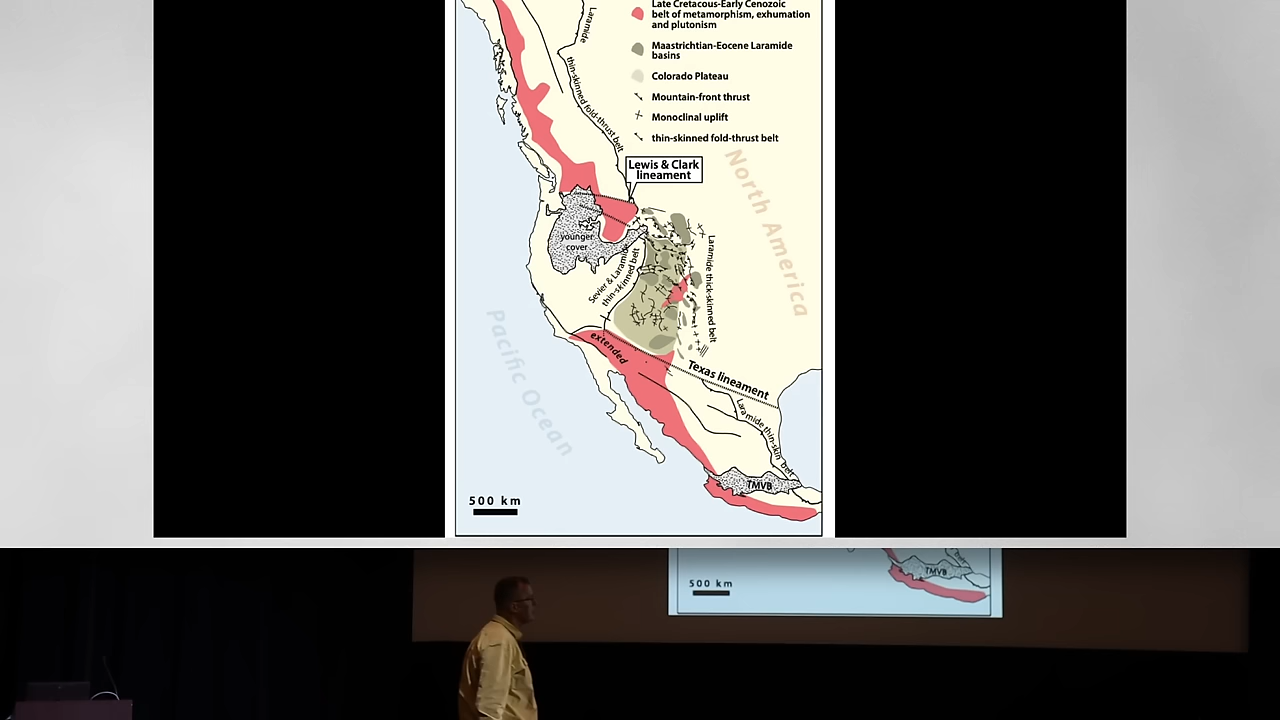 Late Cretacous-Early Cenozoic
belt of metamorphism, exhumation
and plutonism
Maastrichtian-Eocene Laramide
basins
Colorado Plateau
Mountain-front thrust
Monoclinal uplift
thin-skinned fold-thrust belt
Laramide
thin-skinned fold-thrust belt
Lewis & Clark
lineament
North America
younger
cover
Sevier & Laramide
thin-skinned belt
Laramide thick-skinned belt
Pacific Ocean
extended
Texas lineament
Laramide thin-skin belt
TMVB
500 km
500 km
TMVB